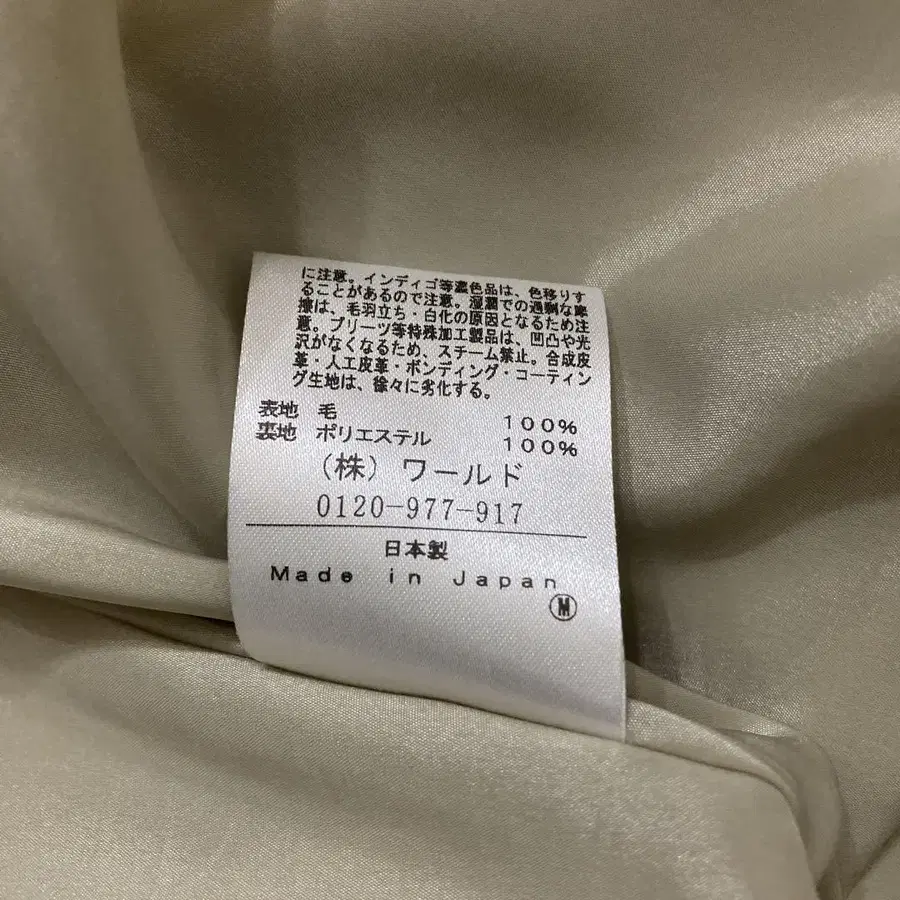 に注意。インディゴ等濃色品は、色移りす
ることがあるので注意。湿潤での過剰な摩
擦は、毛羽立ち・白化の原因となるため注
意。プリーツ等特殊加工製品は、凹凸や光
沢がなくなるため、スチーム禁止。合成皮
革・人工皮革・ボンディング・コーティン
グ生地は、徐々に劣化する。
表地 毛 100%
裏地 ポリエステル 100%
(株) ワールド
0120-977-917
日本製
Made in Japan
M